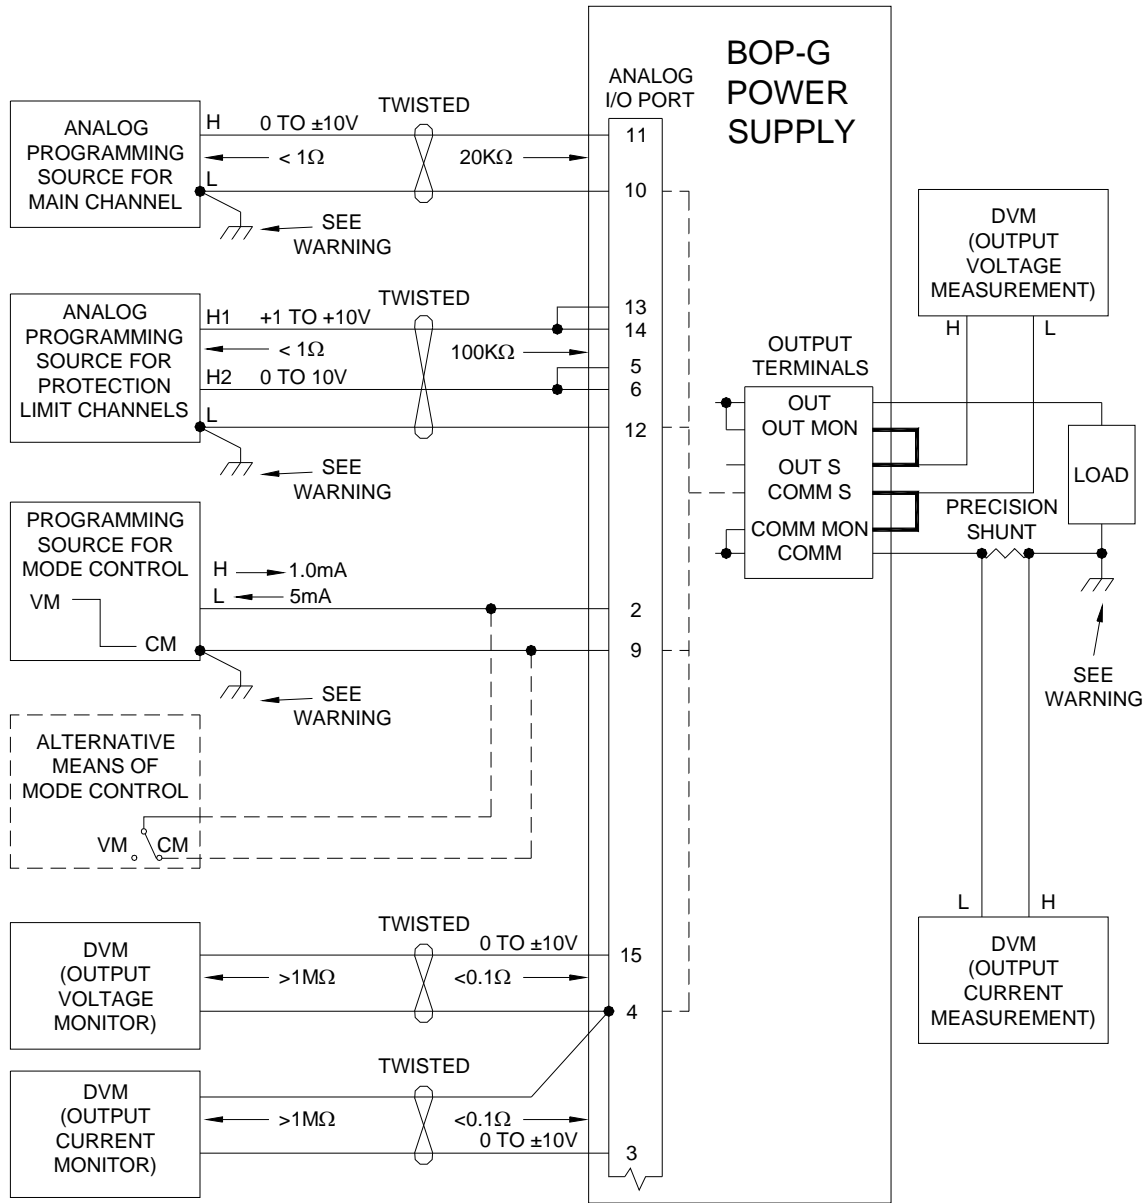 BOP-G
POWER
SUPPLY
ANALOG
I/O PORT
ANALOG
PROGRAMMING
SOURCE FOR
MAIN CHANNEL
H
0 TO ±10V
TWISTED
11
< 1Ω
20KΩ
L
10
SEE
WARNING
ANALOG
PROGRAMMING
SOURCE FOR
PROTECTION
LIMIT CHANNELS
H1
+1 TO +10V
TWISTED
13
14
< 1Ω
100KΩ
5
H2
0 TO 10V
6
L
12
SEE
WARNING
PROGRAMMING
SOURCE FOR
MODE CONTROL
VM
CM
H
1.0mA
L
5mA
2
9
SEE
WARNING
ALTERNATIVE
MEANS OF
MODE CONTROL
VM
CM
DVM
(OUTPUT
VOLTAGE
MONITOR)
TWISTED
0 TO ±10V
15
>1MΩ
<0.1Ω
4
DVM
(OUTPUT
CURRENT
MONITOR)
TWISTED
>1MΩ
<0.1Ω
0 TO ±10V
3
OUTPUT
TERMINALS
OUT
OUT MON
OUT S
COMM S
COMM MON
COMM
DVM
(OUTPUT
VOLTAGE
MEASUREMENT)
H
L
LOAD
PRECISION
SHUNT
SEE
WARNING
L
H
DVM
(OUTPUT
CURRENT
MEASUREMENT)